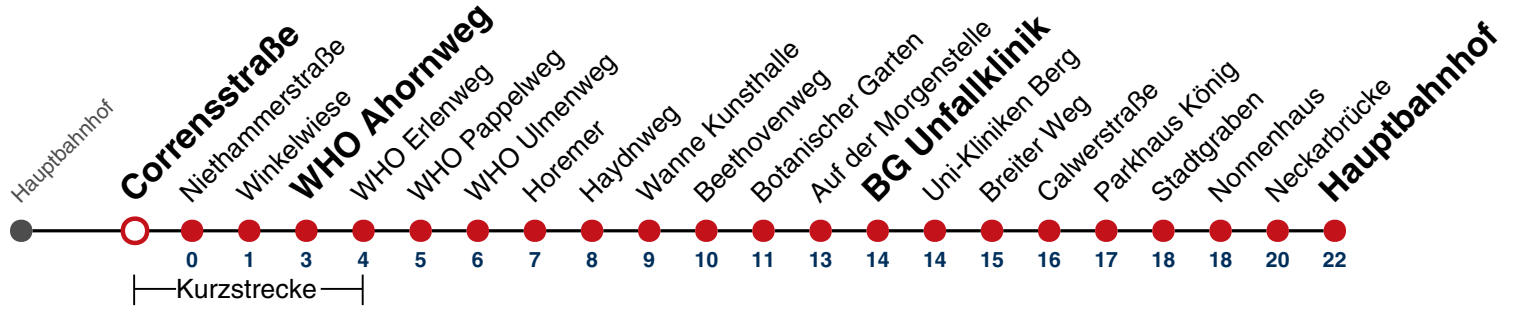 Hauptbahnhof
Corrensstraße
Niethammerstraße
Winkelwiese
WHO Ahornweg
WHO Erlenweg
WHO Pappelweg
WHO Ulmenweg
Horemer
Haydnweg
Wanne Kunsthalle
Beethovenweg
Botanischer Garten
Auf der Morgenstelle
BG Unfallklinik
Uni-Kliniken Berg
Breiter Weg
Calwerstraße
Parkhaus König
Stadtgraben
Nonnenhaus
Neckarbrücke
Hauptbahnhof
0 1 3 4 5 6 7 8 9 10 11 13 14 14 15 16 17 18 18 20 22
Kurzstrecke